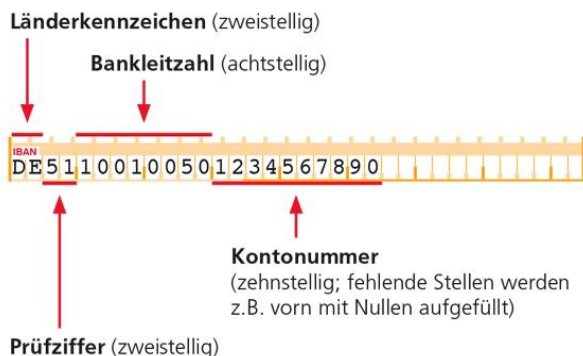 Länderkennzeichen (zweistellig)
Bankleitzahl (achtstellig)
IBAN
DE51100100501234567890
Kontonummer
(zehnstellig; fehlende Stellen werden
z.B. vorn mit Nullen aufgefüllt)
Prüfziffer (zweistellig)